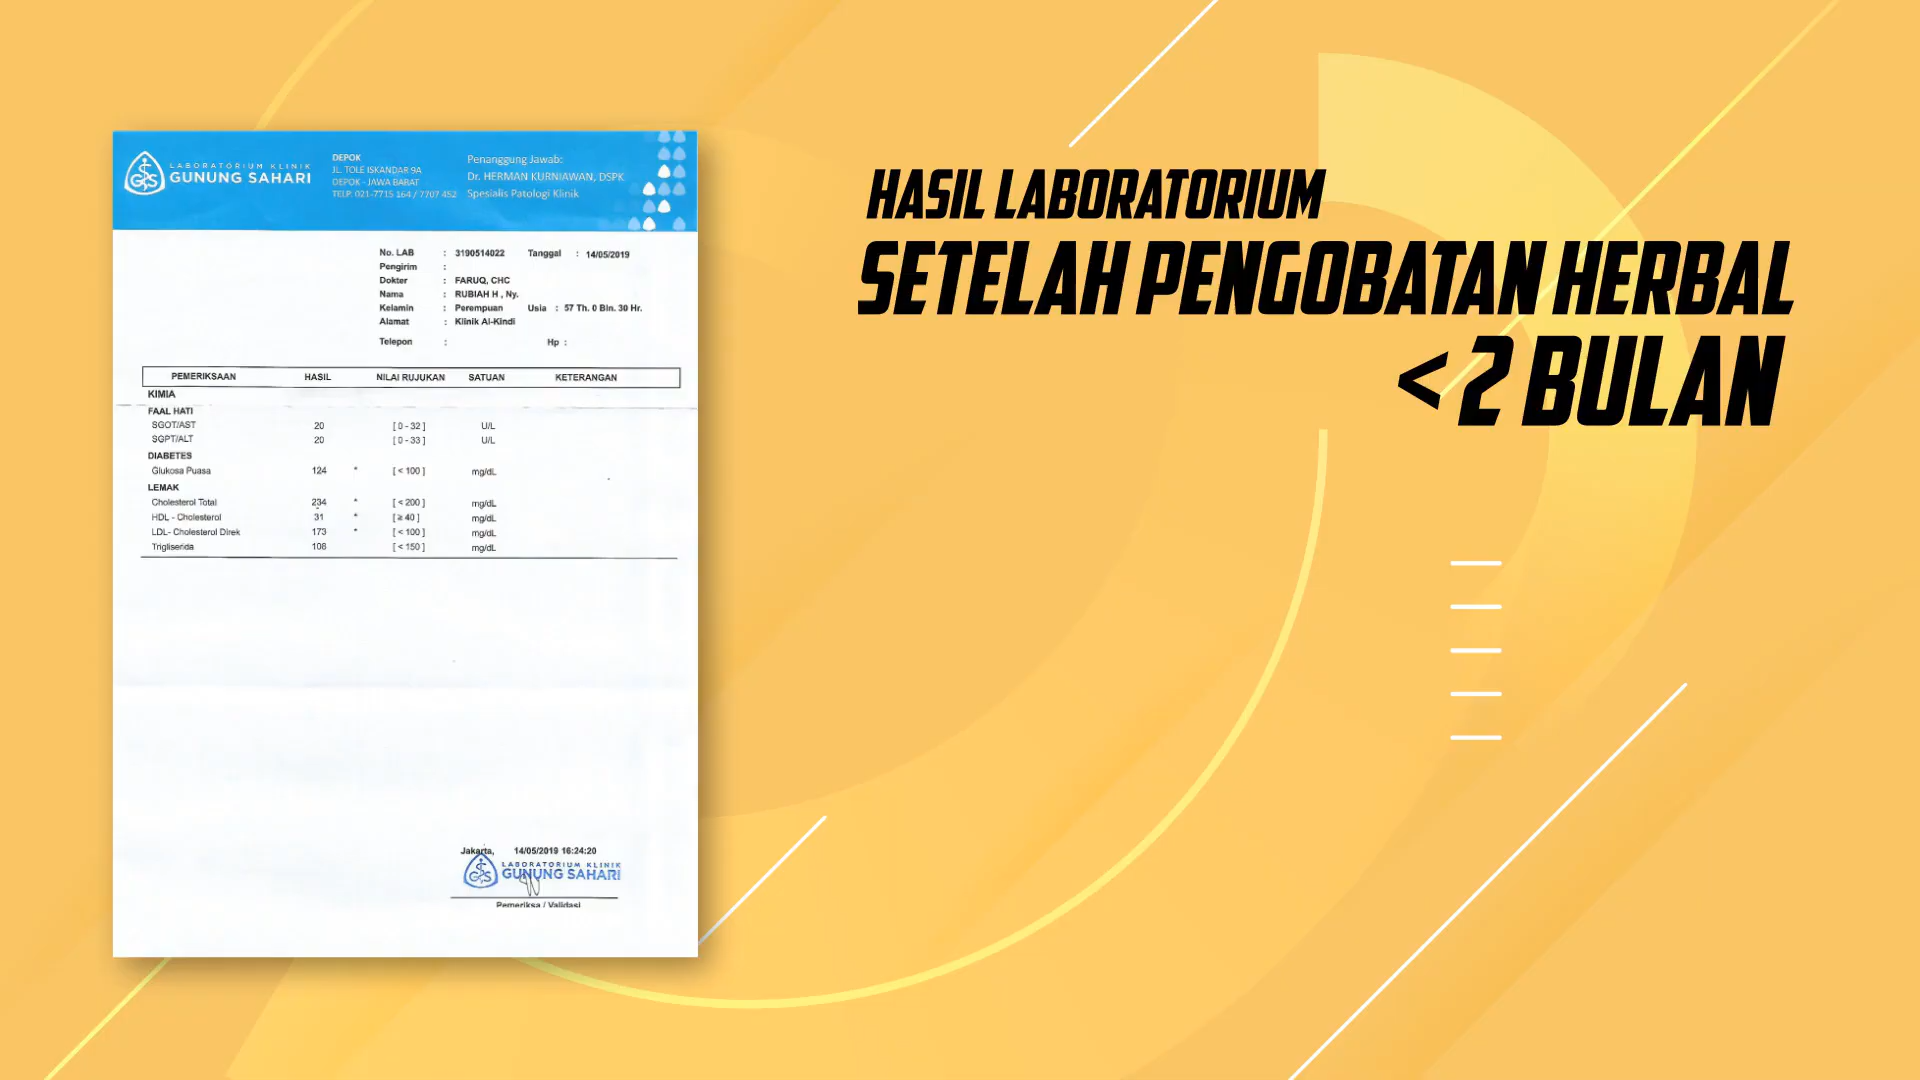 LABORATORIUM KLINIK
GUNUNG SAHARI
DEPOK
JL. TOLE ISKANDAR 9A
DEPOK - JAWA BARAT
TELP. 021-7715 164 / 7707 452
Penanggung Jawab:
Dr. HERMAN KURNIAWAN, DSPK
Spesialis Patologi Klinik
No. LAB : 3190514022 Tanggal : 14/05/2019
Pengirim :
Dokter : FARUQ, CHC
Nama : RUBIAH H , Ny.
Kelamin : Perempuan Usia : 57 Th. 0 Bln. 30 Hr.
Alamat : Klinik Al-Kindi
Telepon : Hp :
PEMERIKSAAN HASIL NILAI RUJUKAN SATUAN KETERANGAN
KIMIA
FAAL HATI
SGOT/AST 20 [ 0 - 32 ] U/L
SGPT/ALT 20 [ 0 - 33 ] U/L
DIABETES
Glukosa Puasa 124 * [ < 100 ] mg/dL
LEMAK
Cholesterol Total 234 * [ < 200 ] mg/dL
HDL - Cholesterol 31 * [ ≥ 40 ] mg/dL
LDL- Cholesterol Direk 173 * [ < 100 ] mg/dL
Trigliserida 108 [ < 150 ] mg/dL
Jakarta, 14/05/2019 16:24:20
LABORATORIUM KLINIK
GUNUNG SAHARI
Pemeriksa / Validasi
HASIL LABORATORIUM
SETELAH PENGOBATAN HERBAL
< 2 BULAN